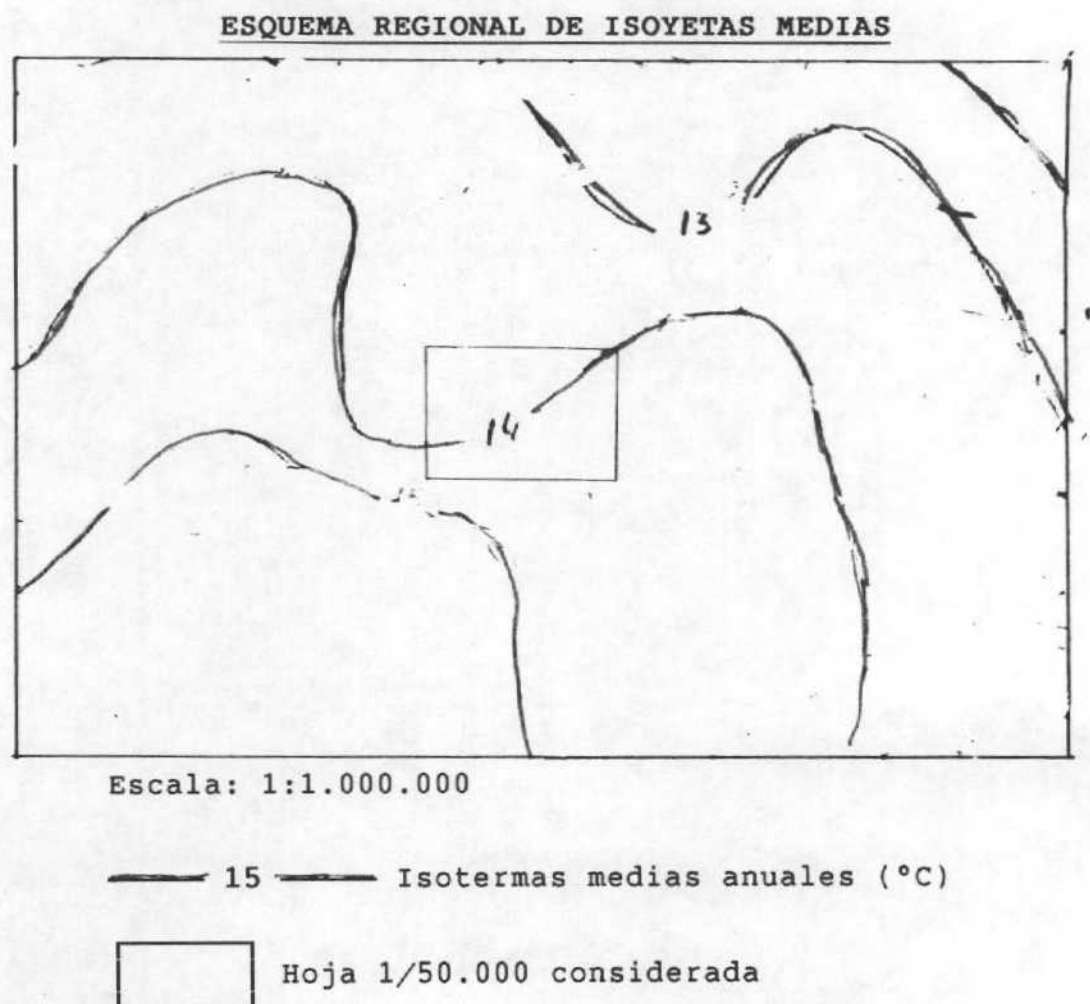 ESQUEMA REGIONAL DE ISOYETAS MEDIAS
13
14
Escala: 1:1.000.000
15 Isotermas medias anuales (°C)
Hoja 1/50.000 considerada